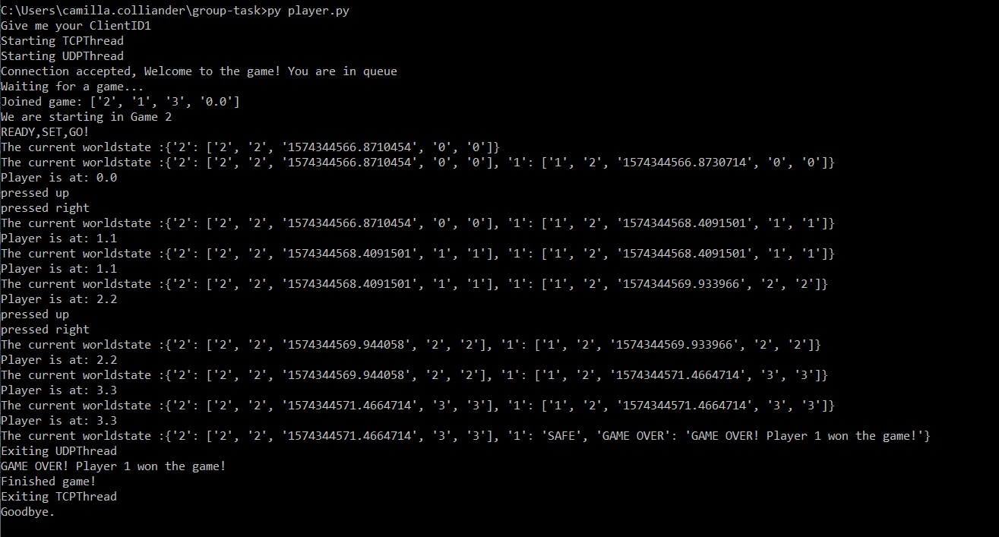 C:\Users\camilla.colliander\group-task>py player.py
Give me your ClientID1
Starting TCPThread
Starting UDPThread
Connection accepted, Welcome to the game! You are in queue
Waiting for a game...
Joined game: ['2', '1', '3', '0.0']
We are starting in Game 2
READY,SET,GO!
The current worldstate :{'2': ['2', '2', '1574344566.8710454', '0', '0']}
The current worldstate :{'2': ['2', '2', '1574344566.8710454', '0', '0'], '1': ['1', '2', '1574344566.8730714', '0', '0']}
Player is at: 0.0
pressed up
pressed right
The current worldstate :{'2': ['2', '2', '1574344566.8710454', '0', '0'], '1': ['1', '2', '1574344568.4091501', '1', '1']}
Player is at: 1.1
The current worldstate :{'2': ['2', '2', '1574344568.4091501', '1', '1'], '1': ['1', '2', '1574344568.4091501', '1', '1']}
Player is at: 1.1
The current worldstate :{'2': ['2', '2', '1574344568.4091501', '1', '1'], '1': ['1', '2', '1574344569.933966', '2', '2']}
Player is at: 2.2
pressed up
pressed right
The current worldstate :{'2': ['2', '2', '1574344569.944058', '2', '2'], '1': ['1', '2', '1574344569.933966', '2', '2']}
Player is at: 2.2
The current worldstate :{'2': ['2', '2', '1574344569.944058', '2', '2'], '1': ['1', '2', '1574344571.4664714', '3', '3']}
Player is at: 3.3
The current worldstate :{'2': ['2', '2', '1574344571.4664714', '3', '3'], '1': ['1', '2', '1574344571.4664714', '3', '3']}
Player is at: 3.3
The current worldstate :{'2': ['2', '2', '1574344571.4664714', '3', '3'], '1': 'SAFE', 'GAME OVER': 'GAME OVER! Player 1 won the game!'}
Exiting UDPThread
GAME OVER! Player 1 won the game!
Finished game!
Exiting TCPThread
Goodbye.